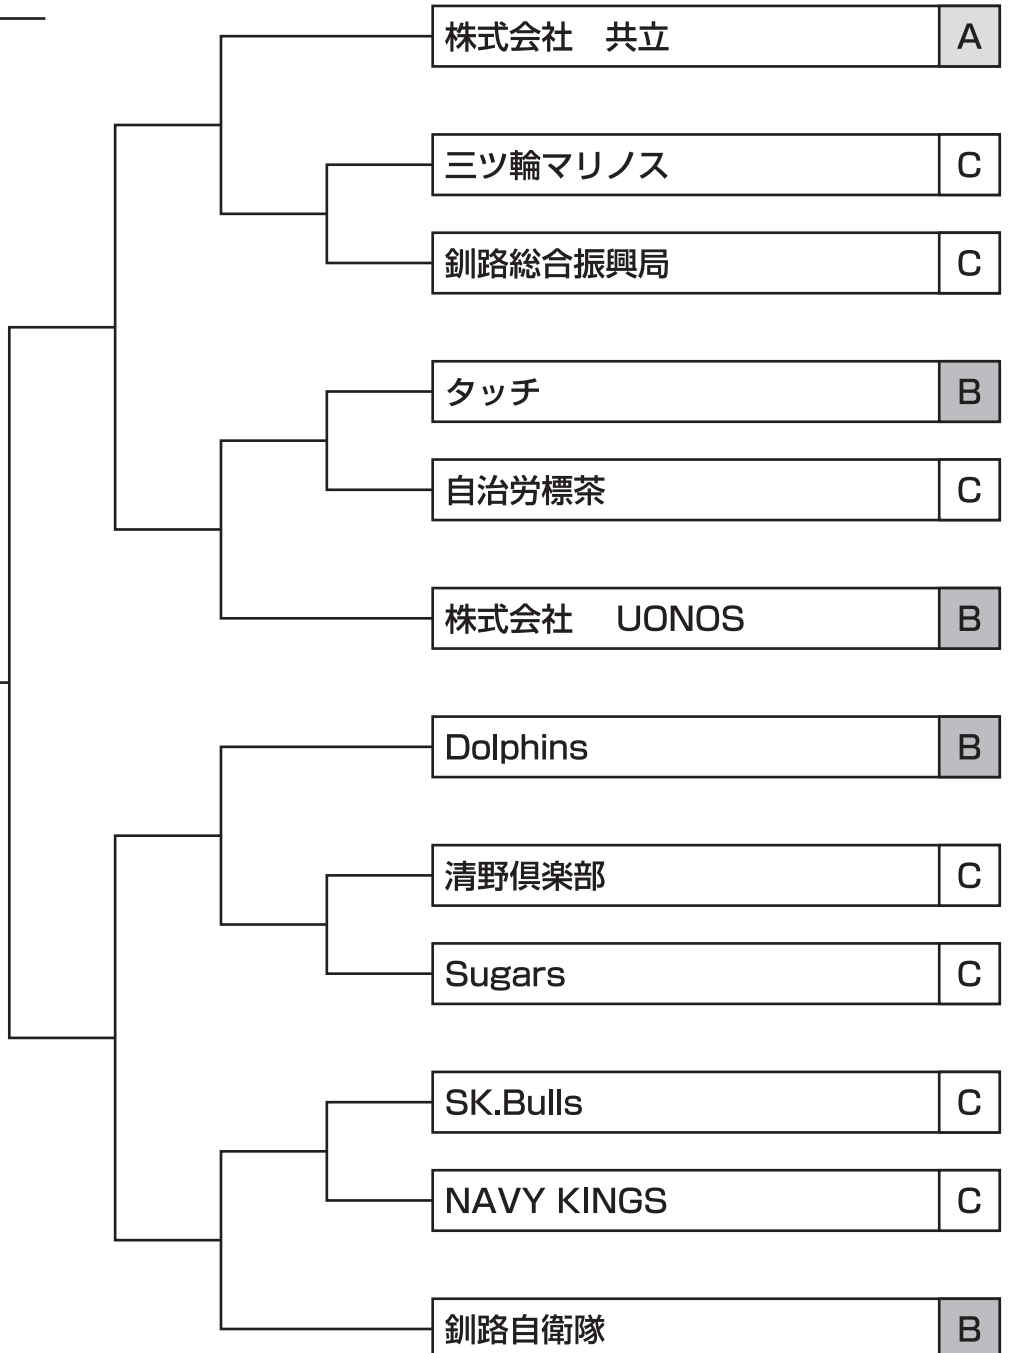 株式会社　共立 A
三ツ輪マリノス C
釧路総合振興局 C
タッチ B
自治労標茶 C
株式会社　UONOS B
Dolphins B
清野倶楽部 C
Sugars C
SK.Bulls C
NAVY KINGS C
釧路自衛隊 B